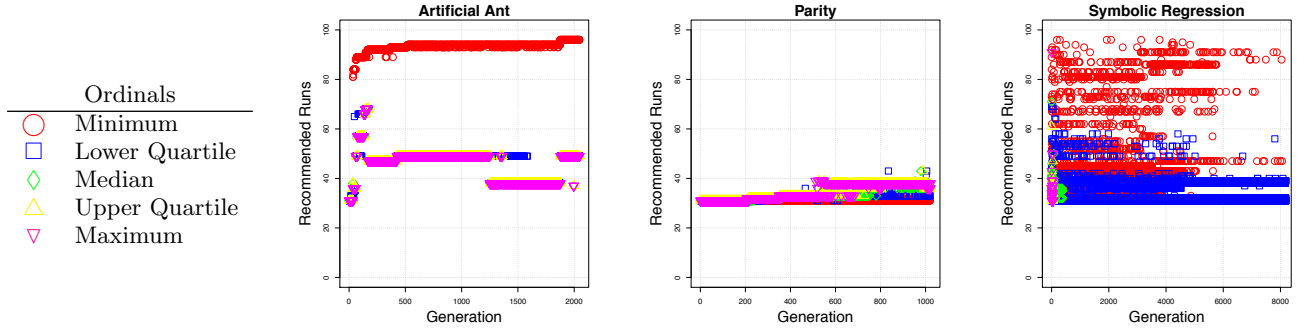 Ordinals
Minimum
Lower Quartile
Median
Upper Quartile
Maximum
Artificial Ant
Recommended Runs
0 20 40 60 80 100
0 500 1000 1500 2000
Generation
Parity
Recommended Runs
0 20 40 60 80 100
0 200 400 600 800 1000
Generation
Symbolic Regression
Recommended Runs
0 20 40 60 80 100
0 2000 4000 6000 8000
Generation